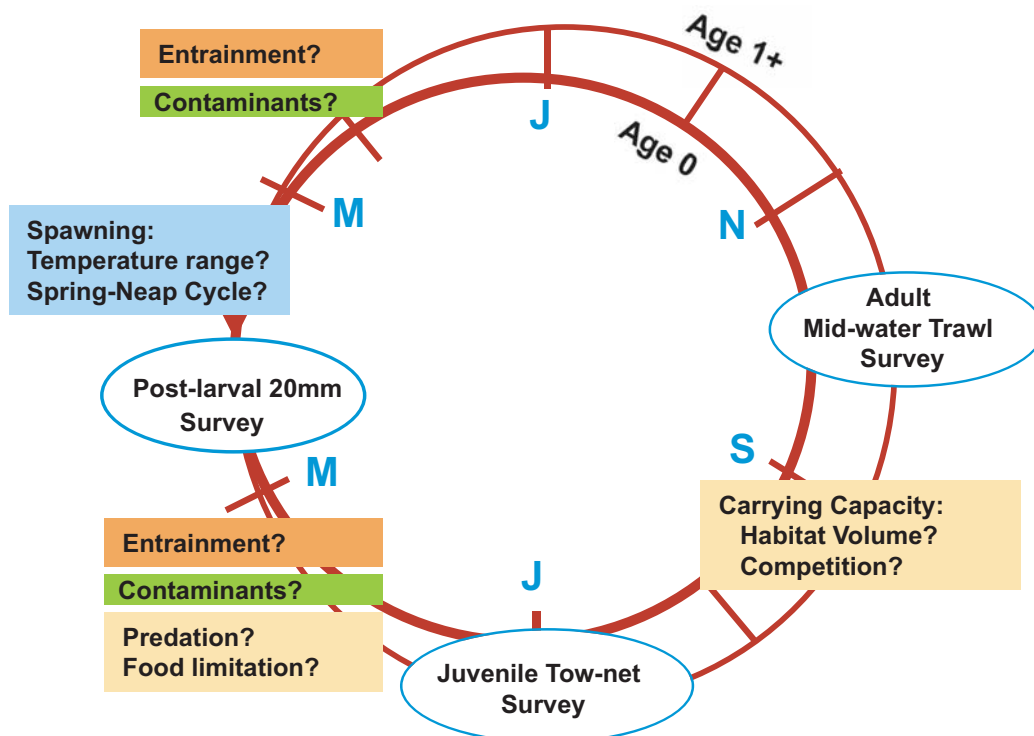 Entrainment?
Contaminants?
Age 1+
Age 0
J
M
N
Spawning:
Temperature range?
Spring-Neap Cycle?
Adult
Mid-water Trawl
Survey
Post-larval 20mm
Survey
M
S
Carrying Capacity:
Habitat Volume?
Competition?
Entrainment?
Contaminants?
Predation?
Food limitation?
J
Juvenile Tow-net
Survey